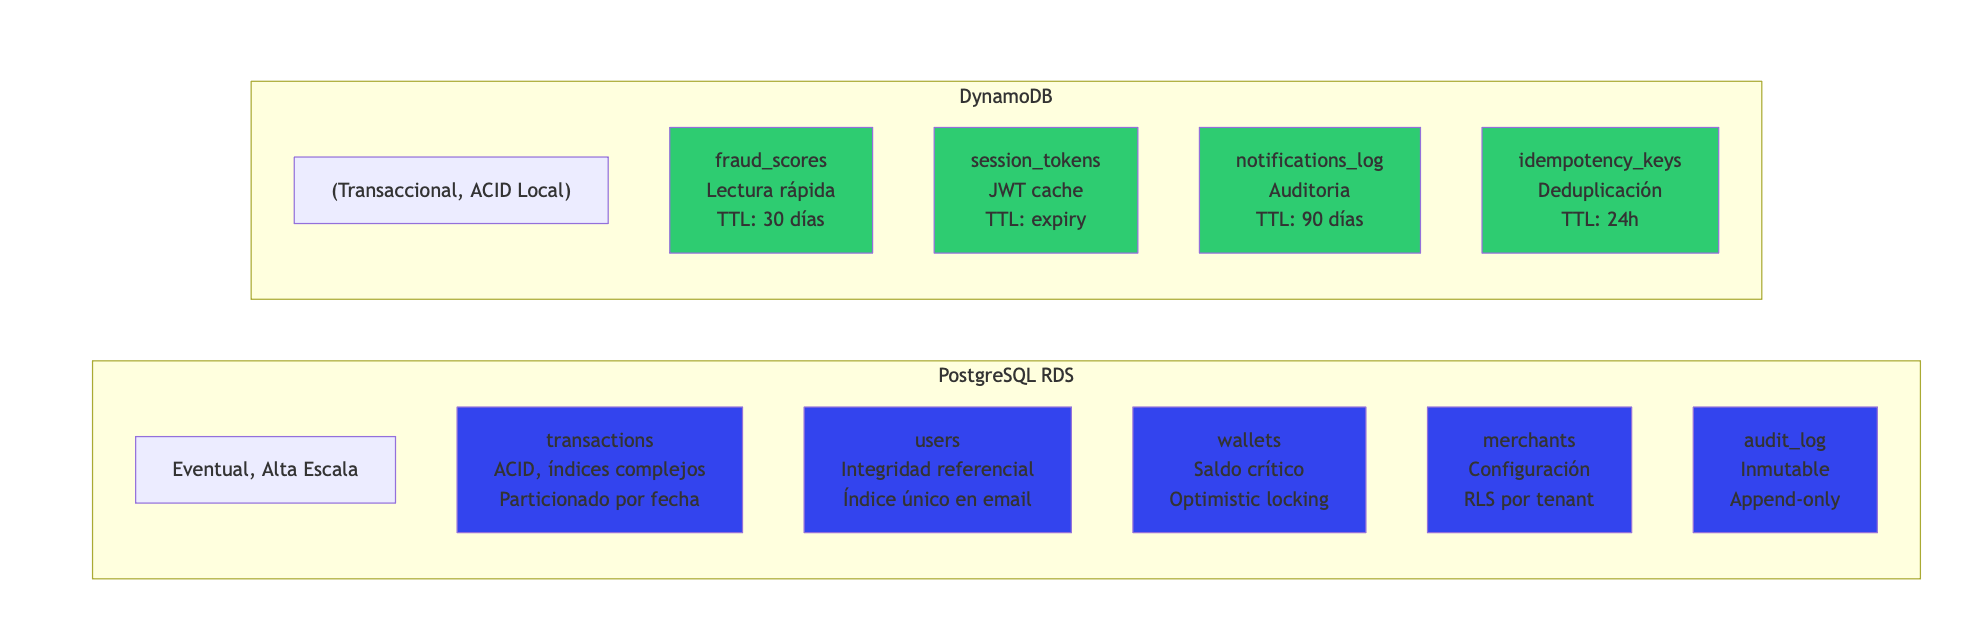 DynamoDB
(Transaccional, ACID Local)
fraud_scores
Lectura rápida
TTL: 30 días
session_tokens
JWT cache
TTL: expiry
notifications_log
Auditoria
TTL: 90 días
idempotency_keys
Deduplicación
TTL: 24h
PostgreSQL RDS
Eventual, Alta Escala
transactions
ACID, índices complejos
Particionado por fecha
users
Integridad referencial
Índice único en email
wallets
Saldo crítico
Optimistic locking
merchants
Configuración
RLS por tenant
audit_log
Inmutable
Append-only